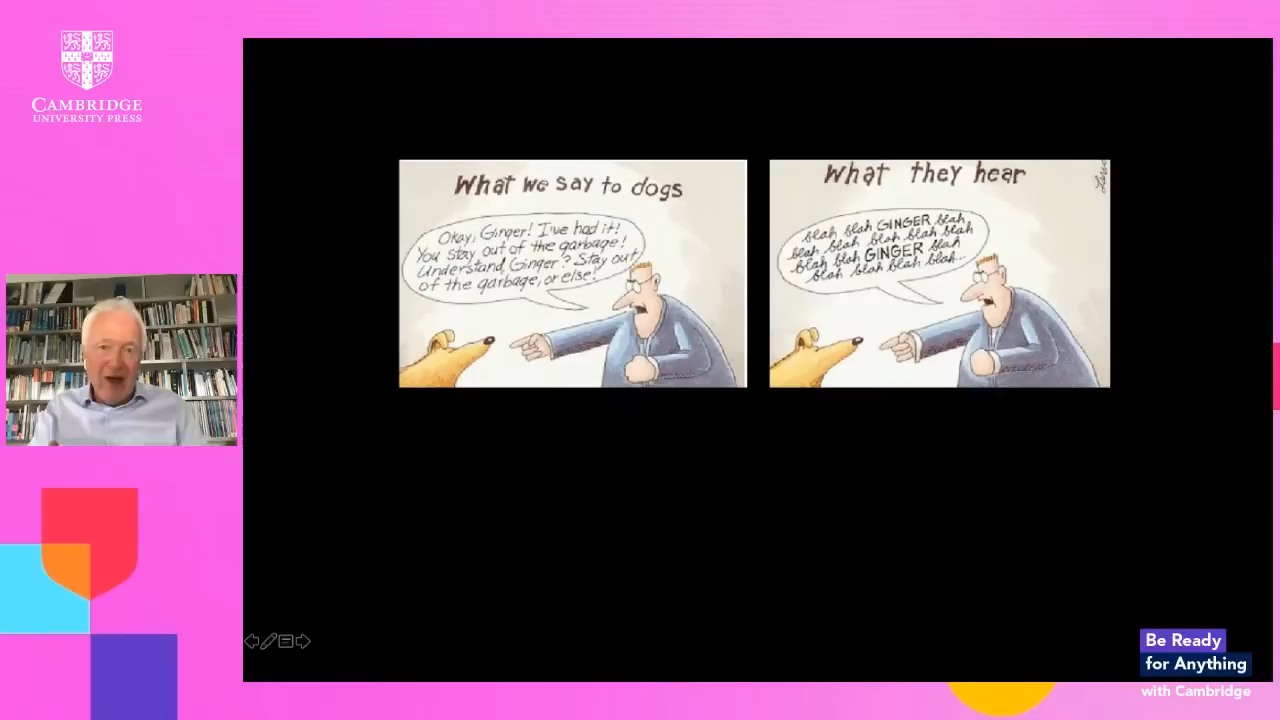 CAMBRIDGE
UNIVERSITY PRESS
What we say to dogs
Okay, Ginger! I've had it!
You stay out of the garbage!
Understand, Ginger? Stay out
of the garbage, or else!
What they hear
blah blah GINGER blah
blah blah blah blah blah
blah blah GINGER blah
blah blah blah blah...
Be Ready
for Anything
with Cambridge